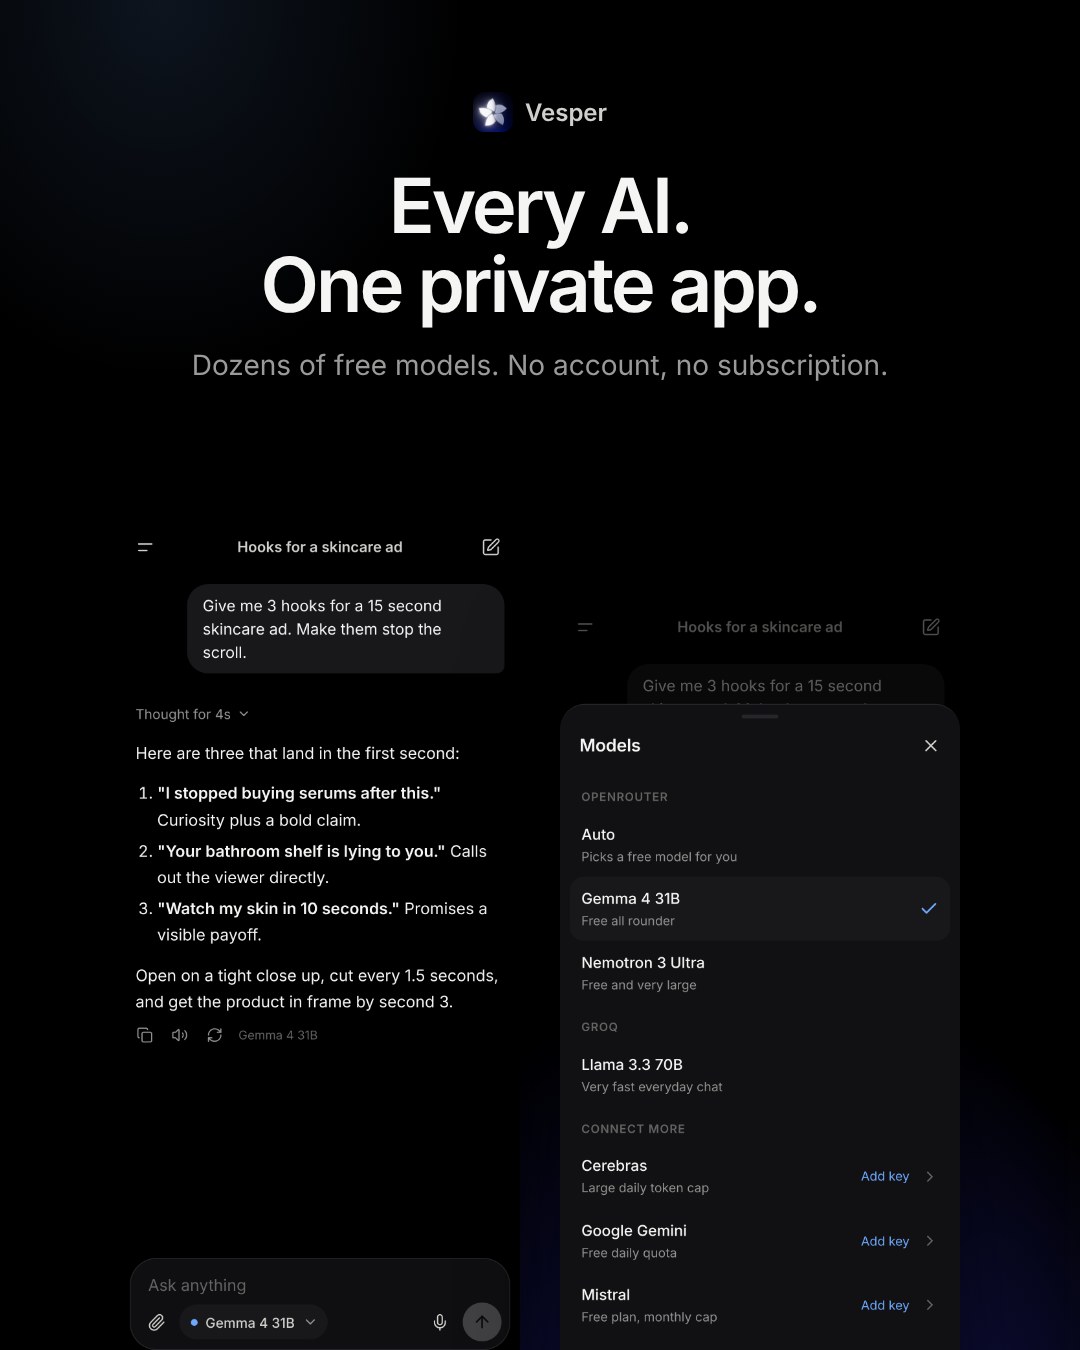 Vesper
Every AI.
One private app.
Dozens of free models. No account, no subscription.
Hooks for a skincare ad
Give me 3 hooks for a 15 second
skincare ad. Make them stop the
scroll.
Thought for 4s
Here are three that land in the first second:
1. "I stopped buying serums after this."
Curiosity plus a bold claim.
2. "Your bathroom shelf is lying to you." Calls
out the viewer directly.
3. "Watch my skin in 10 seconds." Promises a
visible payoff.
Open on a tight close up, cut every 1.5 seconds,
and get the product in frame by second 3.
Gemma 4 31B
Ask anything
Gemma 4 31B
Hooks for a skincare ad
Give me 3 hooks for a 15 second
Models
OPENROUTER
Auto
Picks a free model for you
Gemma 4 31B
Free all rounder
Nemotron 3 Ultra
Free and very large
GROQ
Llama 3.3 70B
Very fast everyday chat
CONNECT MORE
Cerebras
Large daily token cap
Add key
Google Gemini
Free daily quota
Add key
Mistral
Free plan, monthly cap
Add key